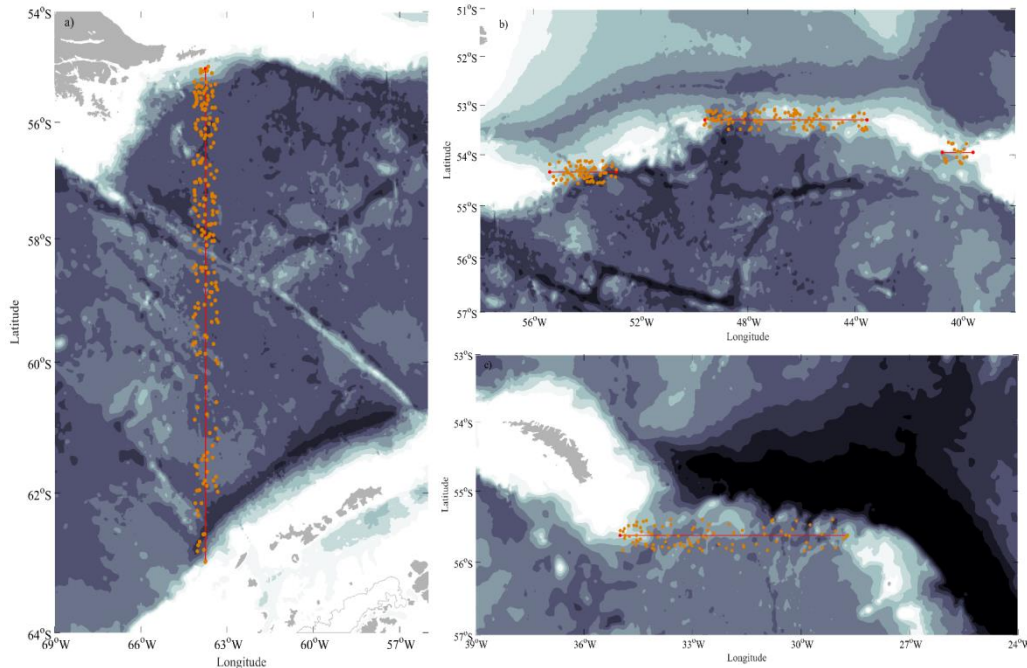 a)
54°S
56°S
58°S
60°S
62°S
64°S
Latitude
69°W
66°W
63°W
60°W
57°W
Longitude
b)
51°S
52°S
53°S
54°S
55°S
56°S
57°S
Latitude
56°W
52°W
48°W
44°W
40°W
Longitude
c)
53°S
54°S
55°S
56°S
57°S
Latitude
39°W
36°W
33°W
30°W
27°W
24°W
Longitude